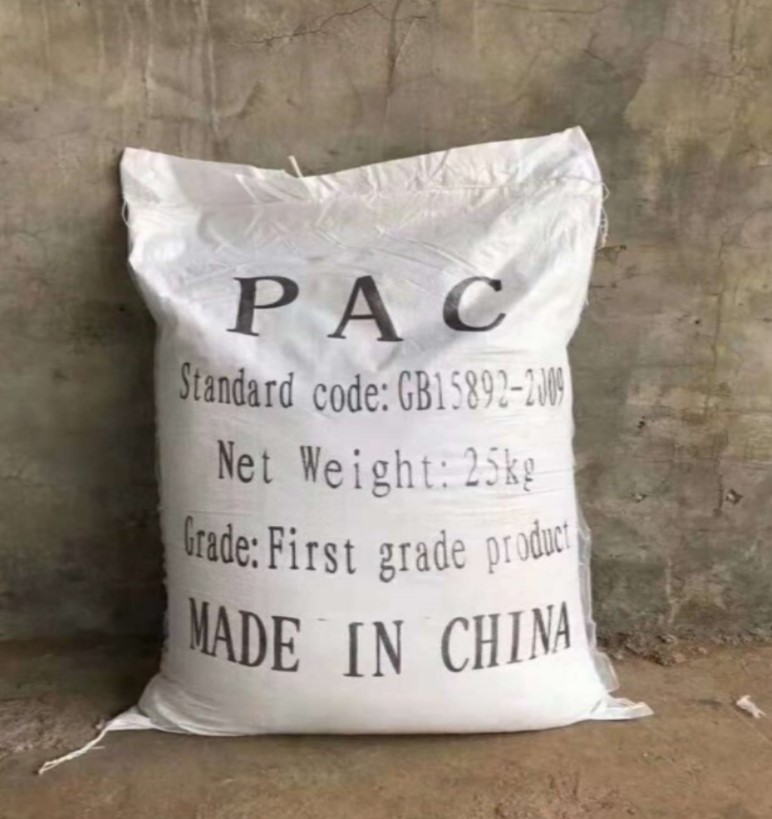 PAC
Standard code:GB15892-2009
Net Weight:25kg
Grade:First grade product
MADE IN CHINA